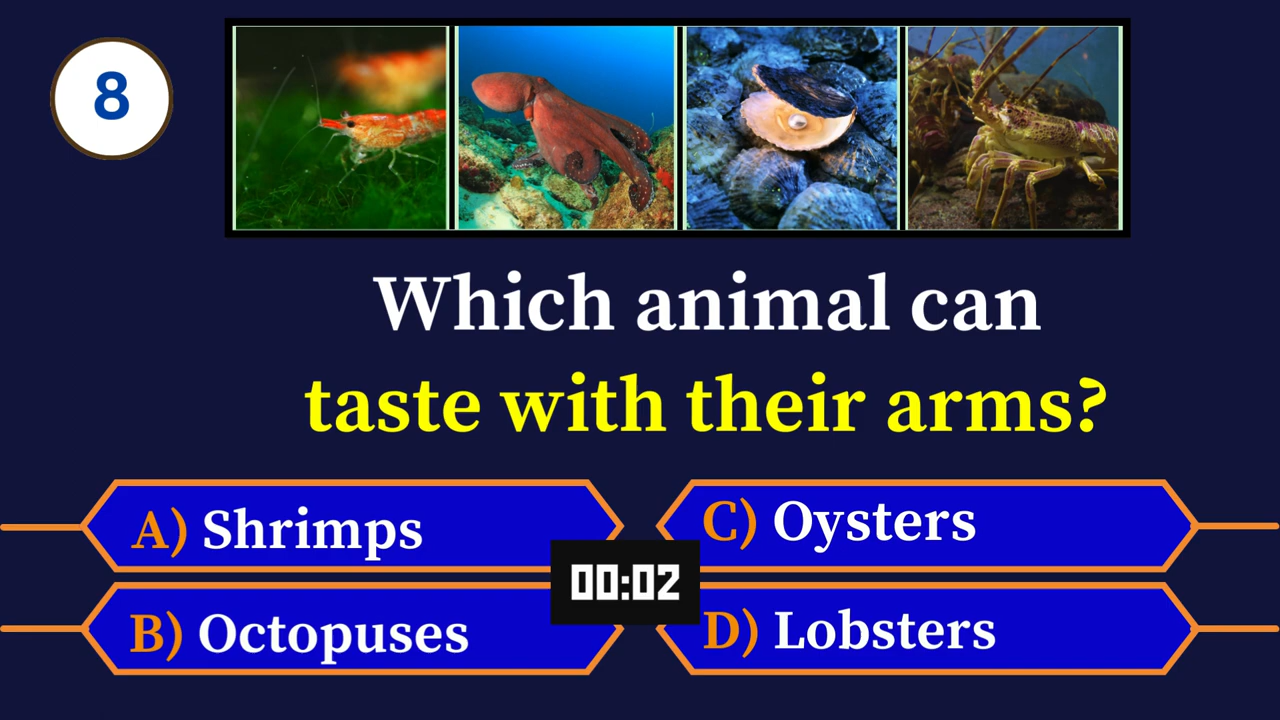 8
Which animal can
taste with their arms?
A) Shrimps
C) Oysters
00:02
B) Octopuses
D) Lobsters